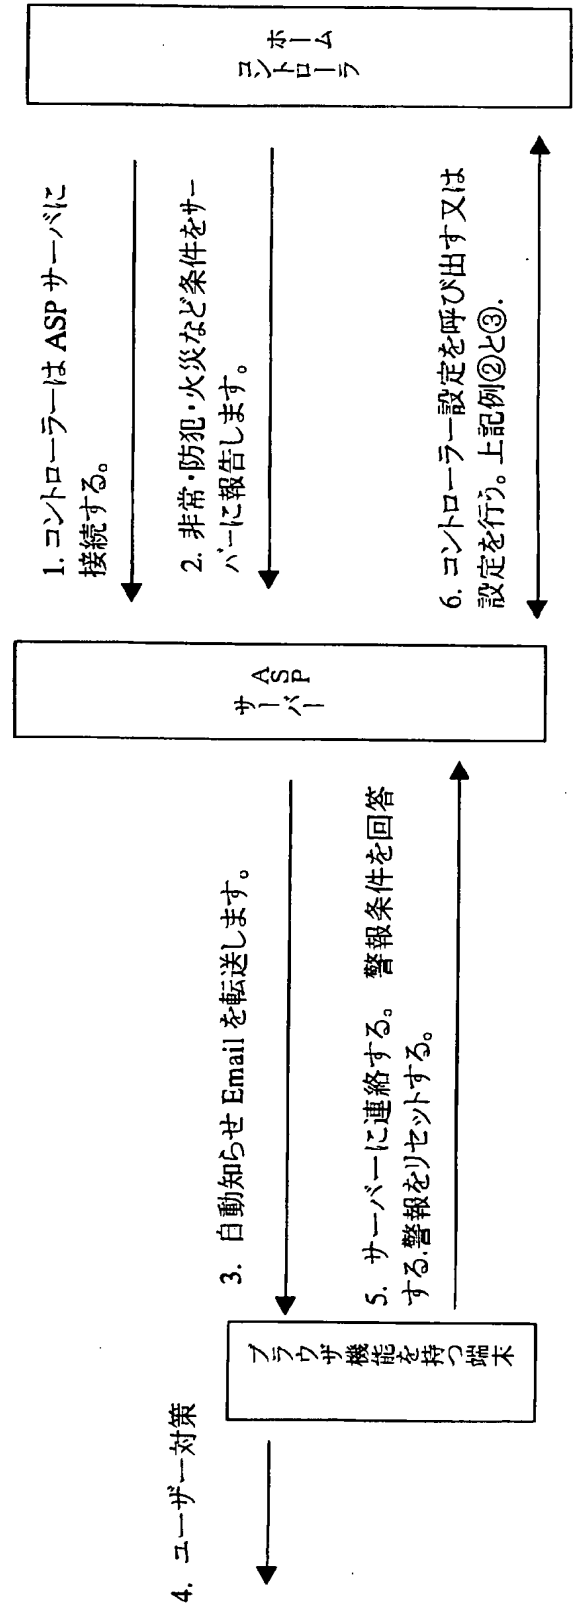 ホーム
コントローラ
1. コントローラーは ASP サーバに
接続する。
2. 非常・防犯・火災など条件をサー
バーに報告します。
6. コントローラー設定を呼び出す又は
設定を行う。上記例②と③.
ASP
サーバー
3. 自動知らせ Email を転送します。
5. サーバーに連絡する。 警報条件を回答
する.警報をリセットする。
ブラウザ機能を持つ端末
4. ユーザー対策